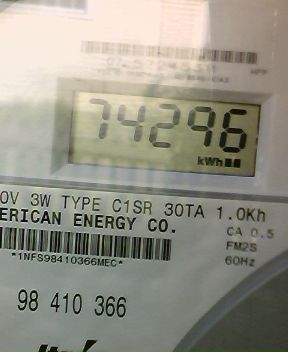 74296
kWh
0V 3W TYPE C1SR 30TA 1.0Kh
ERICAN ENERGY CO.
CA 0.5
FM2S
60Hz
*1NFS98410366MEC*
98 410 366